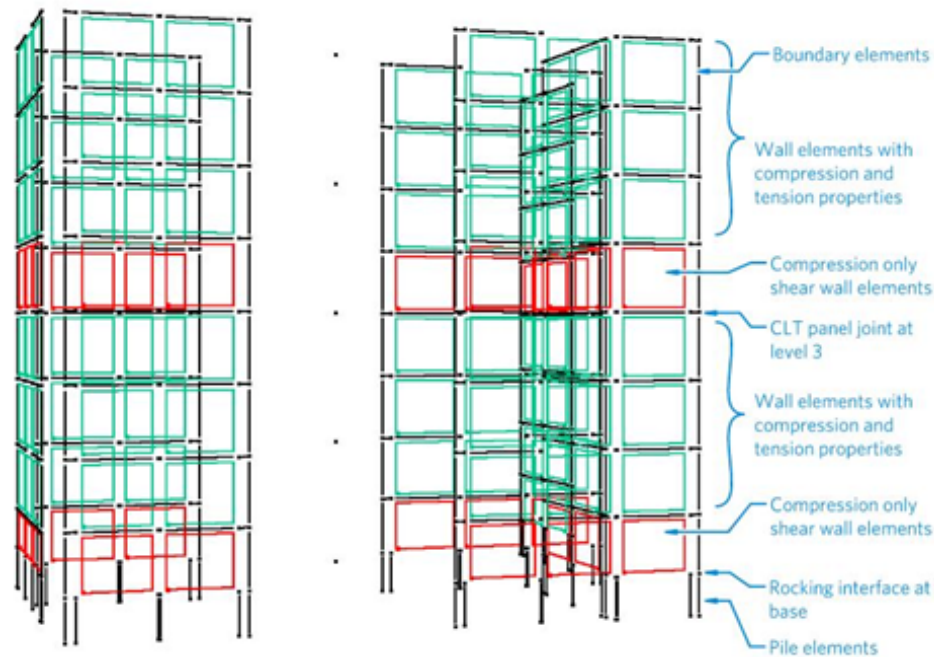 Boundary elements
Wall elements with
compression and
tension properties
Compression only
shear wall elements
CLT panel joint at
level 3
Wall elements with
compression and
tension properties
Compression only
shear wall elements
Rocking interface at
base
Pile elements